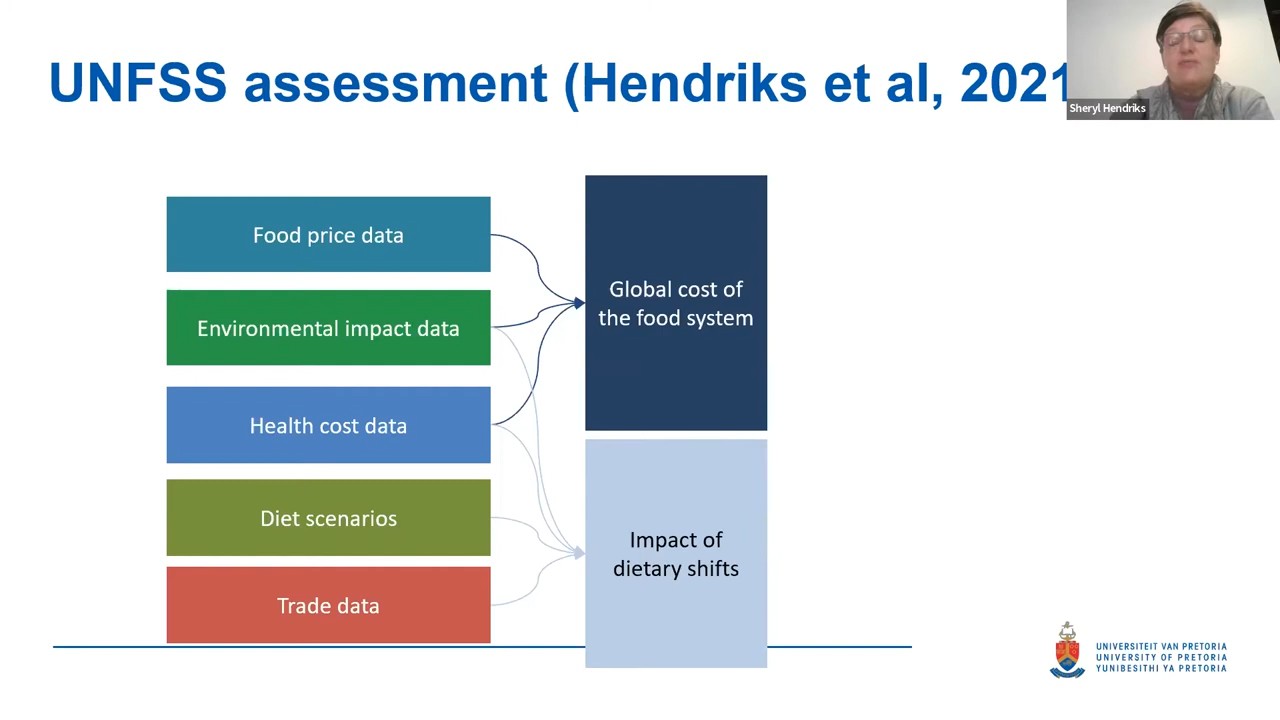 UNFSS assessment (Hendriks et al, 2021
Sheryl Hendriks
Food price data
Environmental impact data
Health cost data
Diet scenarios
Trade data
Global cost of
the food system
Impact of
dietary shifts
UNIVERSITEIT VAN PRETORIA
UNIVERSITY OF PRETORIA
YUNIBESITHI YA PRETORIA